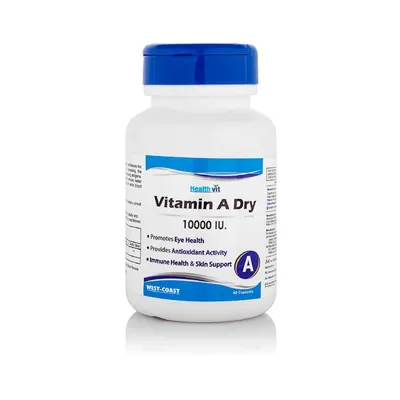 Healthvit
Vitamin A Dry
10000 IU.
• Promotes Eye Health
• Provides Antioxidant Activity
• Immune Health & Skin Support
A
WEST-COAST
60 Capsules